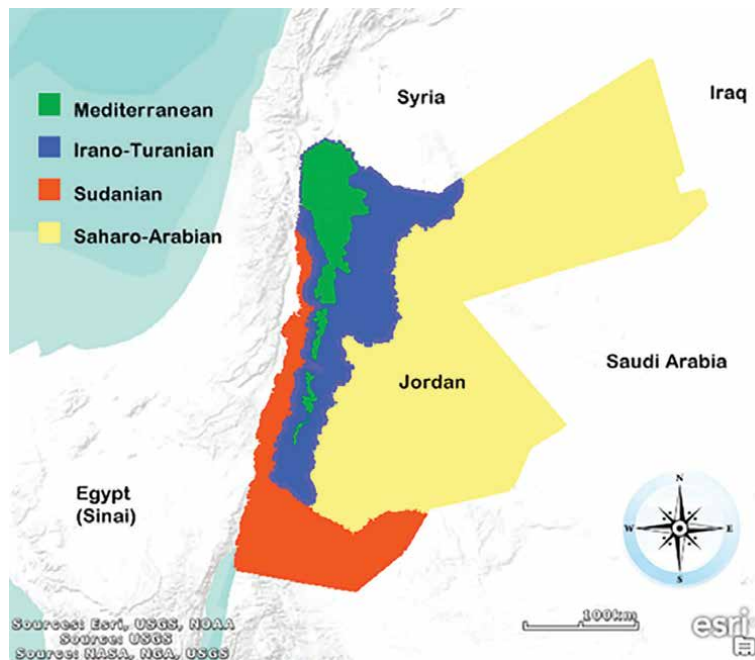 Mediterranean
Irano-Turanian
Sudanian
Saharo-Arabian
Syria
Iraq
Saudi Arabia
Jordan
Egypt
(Sinai)
N
W
E
S
100km
Sources: Esri, USGS, NOAA
Source: USGS
Source: NASA, NGA, USGS
esri